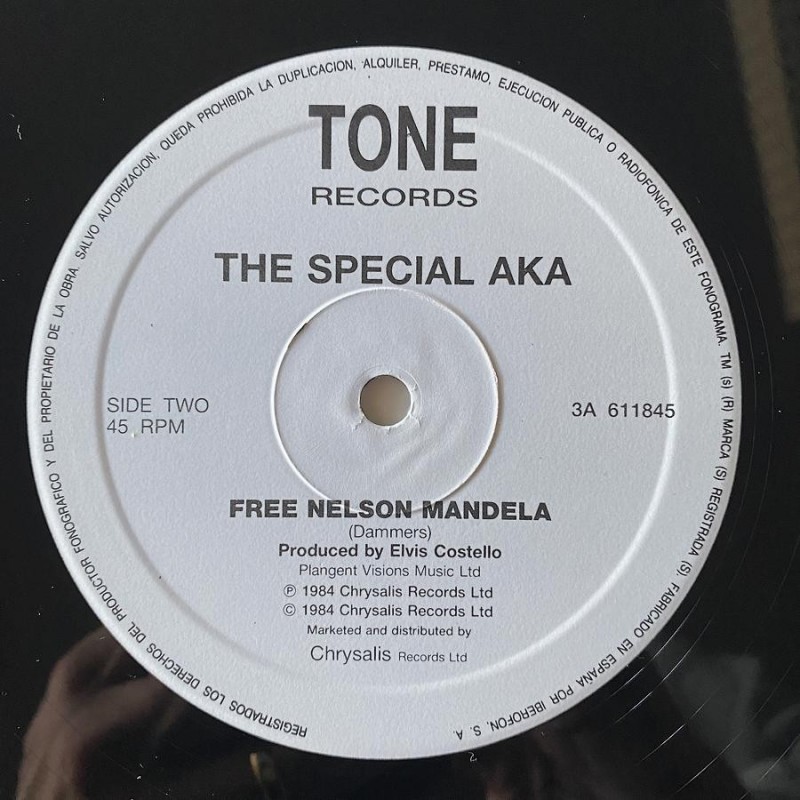 TONE
RECORDS
THE SPECIAL AKA
SIDE TWO
45 RPM
3A 611845
FREE NELSON MANDELA
(Dammers)
Produced by Elvis Costello
Plangent Visions Music Ltd
Ⓟ 1984 Chrysalis Records Ltd
© 1984 Chrysalis Records Ltd
Marketed and distributed by
Chrysalis Records Ltd
REGISTRADOS LOS DERECHOS DEL PRODUCTOR FONOGRAFICO Y DEL PROPIETARIO DE LA OBRA. SALVO AUTORIZACION, QUEDA PROHIBIDA LA DUPLICACION, ALQUILER, PRESTAMO, EJECUCION PUBLICA O RADIOFONICA DE ESTE FONOGRAMA. TM (s) (R) MARCA (S) REGISTRADA (S). FABRICADO EN ESPAÑA POR IBEROFON, S. A.